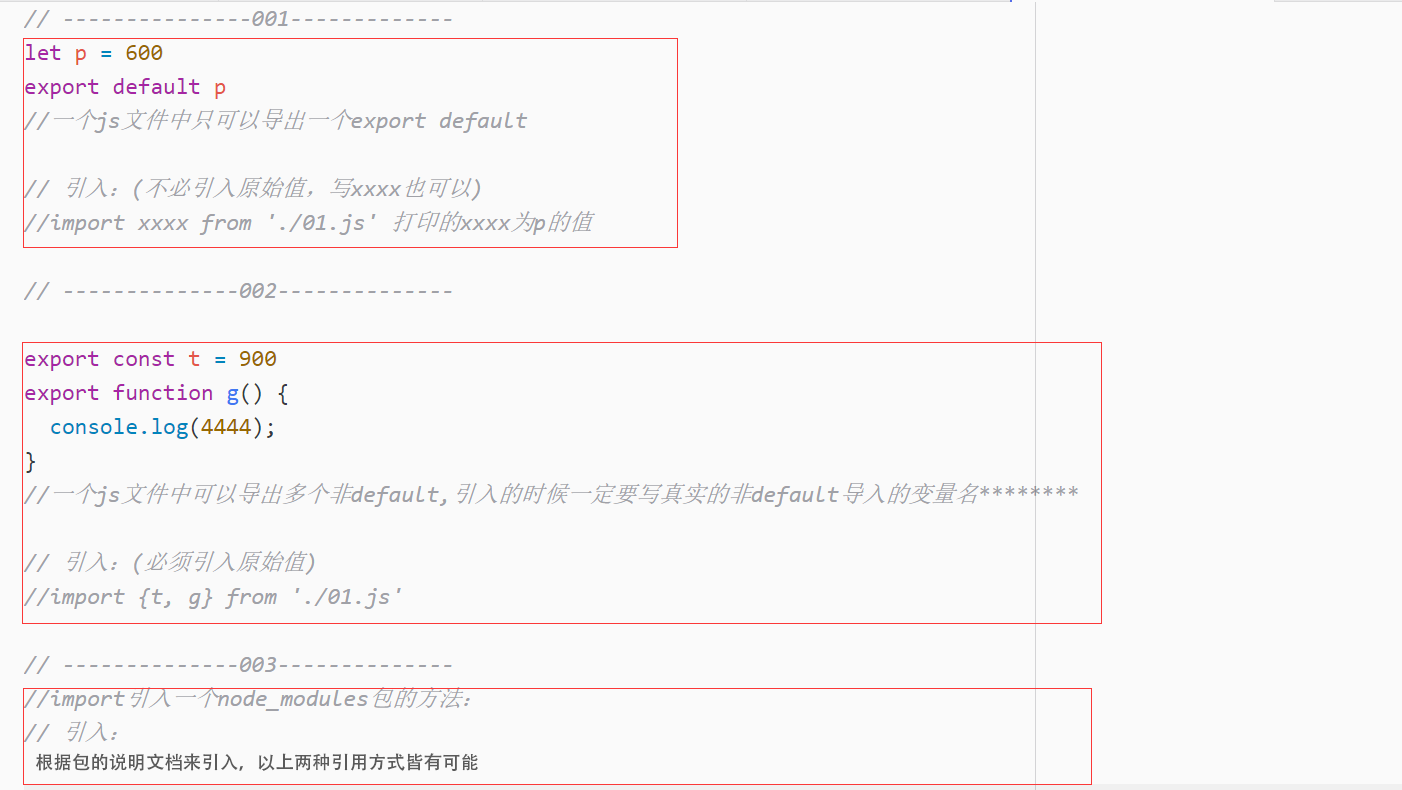 // ---------------001-------------
let p = 600
export default p
//一个js文件中只可以导出一个export default
// 引入：(不必引入原始值，写xxxx也可以)
//import xxxx from './01.js' 打印的xxxx为p的值
// --------------002--------------
export const t = 900
export function g() {
  console.log(4444);
}
//一个js文件中可以导出多个非default,引入的时候一定要写真实的非default导入的变量名********
// 引入：(必须引入原始值)
//import {t, g} from './01.js'
// --------------003--------------
//import引入一个node_modules包的方法：
// 引入：
根据包的说明文档来引入，以上两种引用方式皆有可能